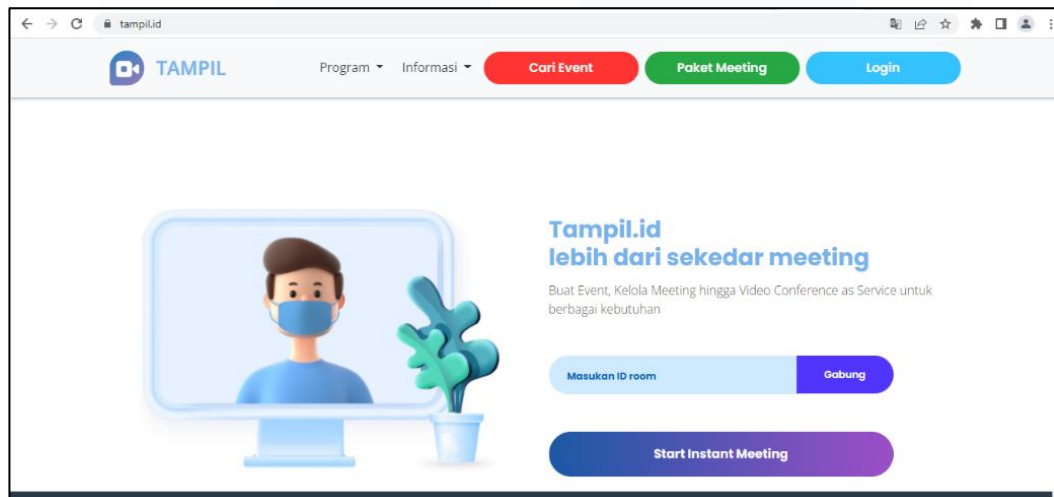 tampil.id
TAMPIL
Program
Informasi
Cari Event
Paket Meeting
Login
Tampil.id
lebih dari sekedar meeting
Buat Event, Kelola Meeting hingga Video Conference as Service untuk
berbagai kebutuhan
Masukan ID room
Gabung
Start Instant Meeting